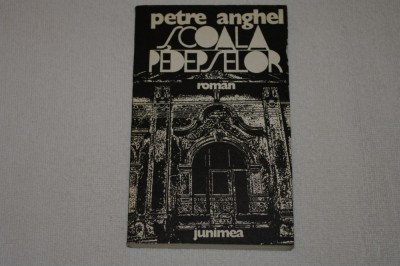 petre anghel
ȘCOALA
PEDEPSELOR
roman
junimea